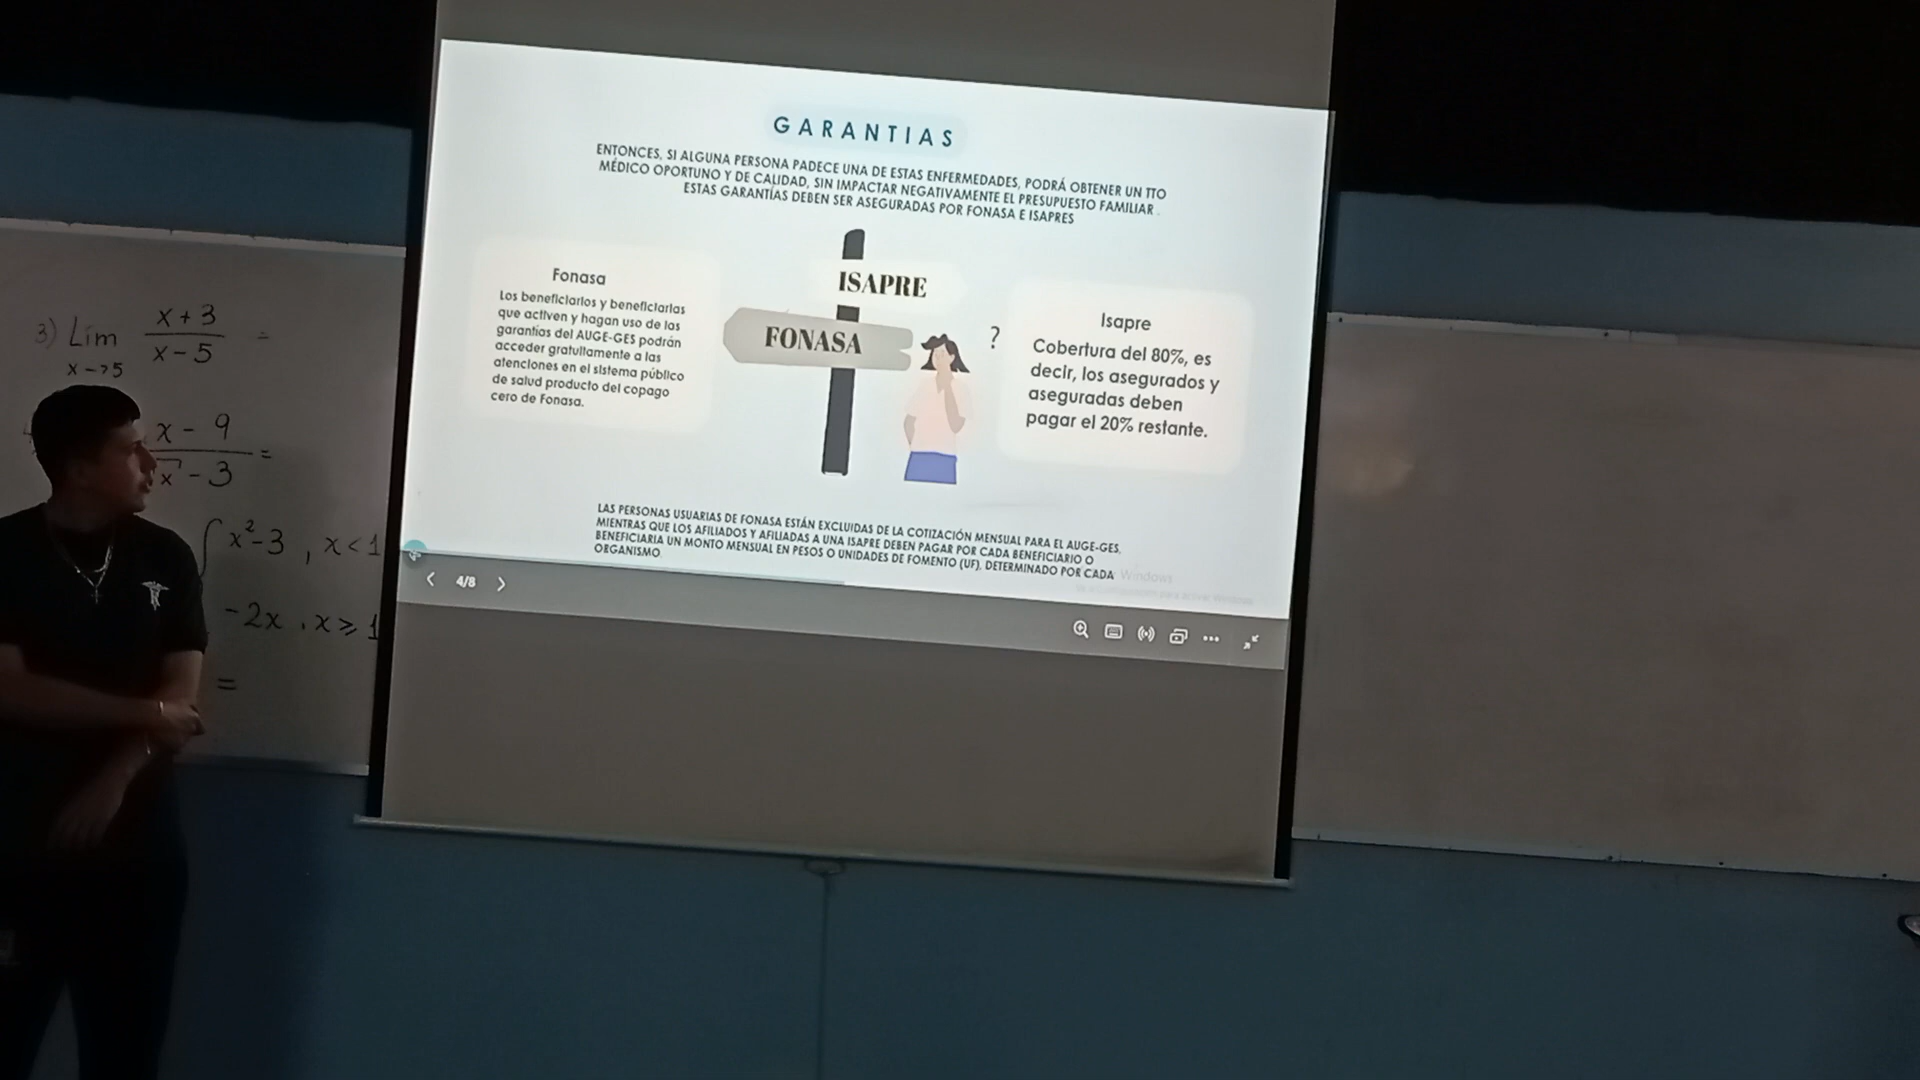 GARANTIAS
ENTONCES, SI ALGUNA PERSONA PADECE UNA DE ESTAS ENFERMEDADES, PODRÁ OBTENER UN TTO
MÉDICO OPORTUNO Y DE CALIDAD, SIN IMPACTAR NEGATIVAMENTE EL PRESUPUESTO FAMILIAR .
ESTAS GARANTÍAS DEBEN SER ASEGURADAS POR FONASA E ISAPRES
Fonasa
Los beneficiarios y beneficiarias
que activen y hagan uso de las
garantías del AUGE-GES podrán
acceder gratuitamente a las
atenciones en el sistema público
de salud producto del copago
cero de Fonasa.
ISAPRE
FONASA
?
Isapre
Cobertura del 80%, es
decir, los asegurados y
aseguradas deben
pagar el 20% restante.
LAS PERSONAS USUARIAS DE FONASA ESTÁN EXCLUIDAS DE LA COTIZACIÓN MENSUAL PARA EL AUGE-GES,
MIENTRAS QUE LOS AFILIADOS Y AFILIADAS A UNA ISAPRE DEBEN PAGAR POR CADA BENEFICIARIO O
BENEFICIARIA UN MONTO MENSUAL EN PESOS O UNIDADES DE FOMENTO (UF), DETERMINADO POR CADA
ORGANISMO
Windows
4/8
3) Lim x+3 =
x->5 x-5
x - 9 =
√x - 3
x²-3 , x<1
-2x , x≥1
=